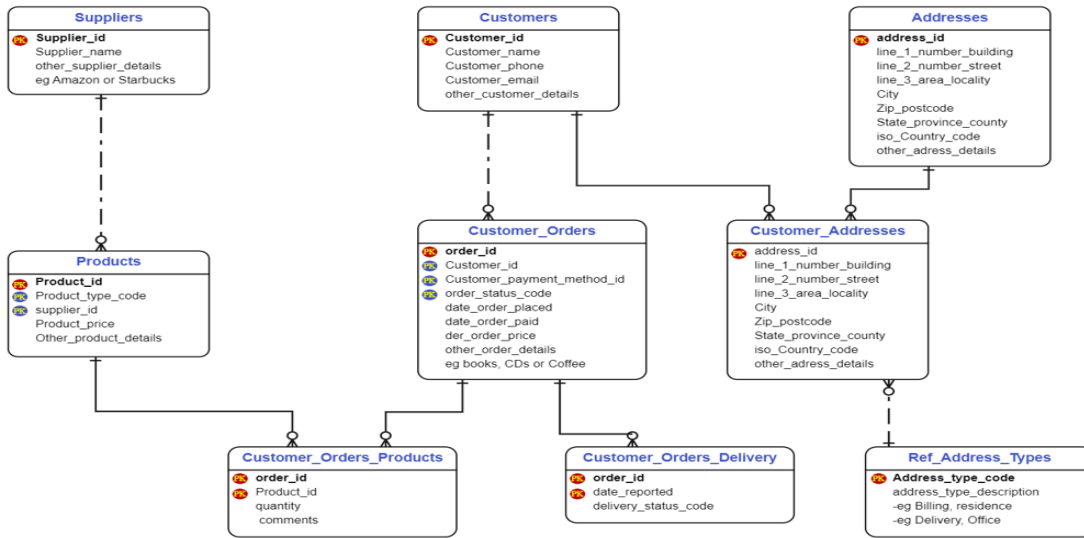 Suppliers
PK Supplier_id
Supplier_name
other_supplier_details
eg Amazon or Starbucks
Customers
PK Customer_id
Customer_name
Customer_phone
Customer_email
other_customer_details
Addresses
PK address_id
line_1_number_building
line_2_number_street
line_3_area_locality
City
Zip_postcode
State_province_county
iso_Country_code
other_adress_details
Products
PK Product_id
PK Product_type_code
PK supplier_id
Product_price
Other_product_details
Customer_Orders
PK order_id
PK Customer_id
PK Customer_payment_method_id
PK order_status_code
date_order_placed
date_order_paid
der_order_price
other_order_details
eg books, CDs or Coffee
Customer_Addresses
PK address_id
line_1_number_building
line_2_number_street
line_3_area_locality
City
Zip_postcode
State_province_county
iso_Country_code
other_adress_details
Customer_Orders_Products
PK order_id
PK Product_id
quantity
comments
Customer_Orders_Delivery
PK order_id
PK date_reported
delivery_status_code
Ref_Address_Types
PK Address_type_code
address_type_description
-eg Billing, residence
-eg Delivery, Office